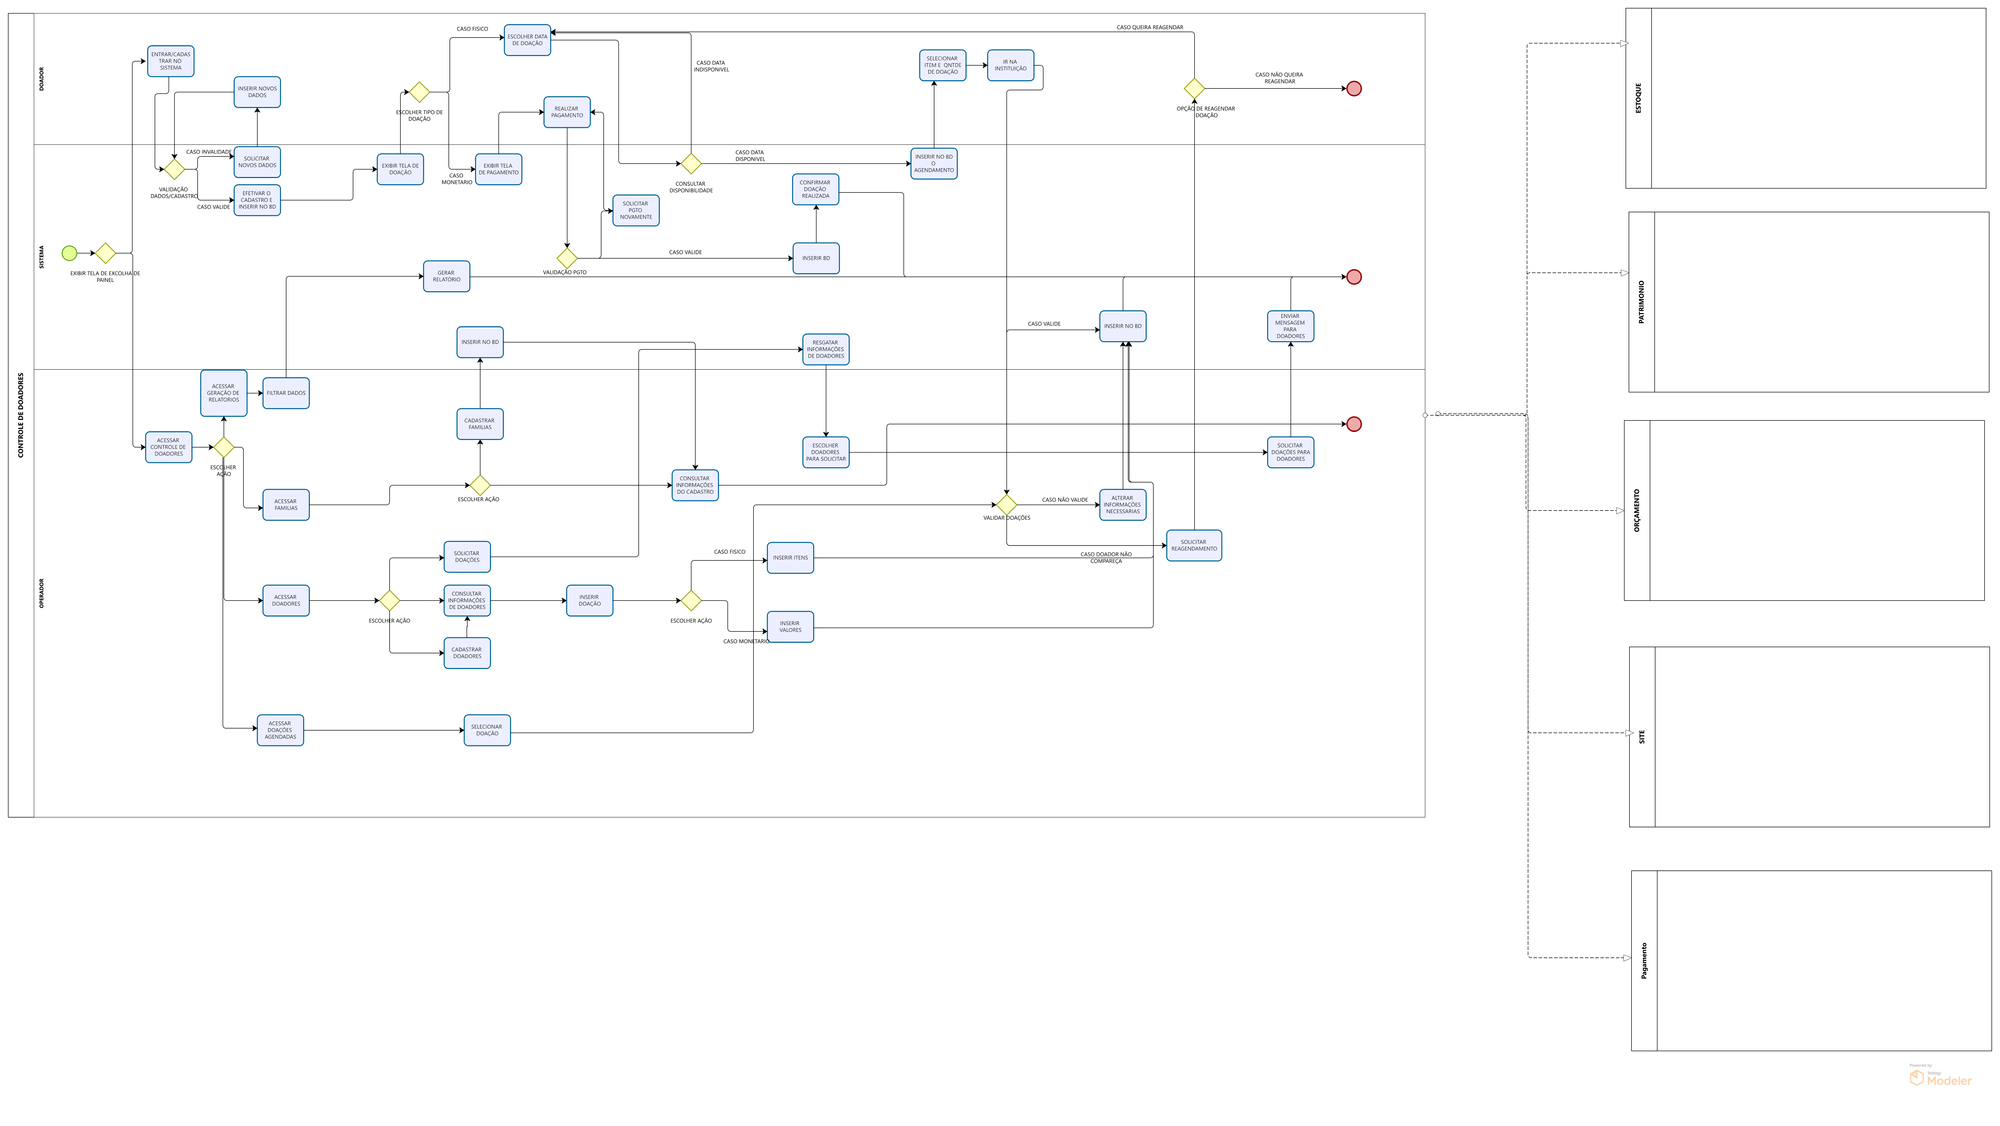 CONTROLE DE DOADORES
DOADOR
ENTRAR/CADAS
TRAR NO
SISTEMA
INSERIR NOVOS
DADOS
CASO FISICO
ESCOLHER DATA
DE DOAÇÃO
ESCOLHER TIPO DE
DOAÇÃO
REALIZAR
PAGAMENTO
CASO DATA
INDISPONIVEL
SELECIONAR
ITEM E QNTDE
DE DOAÇÃO
IR NA
INSTITUIÇÃO
CASO QUEIRA REAGENDAR
OPÇÃO DE REAGENDAR
DOAÇÃO
CASO NÃO QUEIRA
REAGENDAR
SISTEMA
EXIBIR TELA DE EXCOLHA DE
PAINEL
VALIDAÇÃO
DADOS/CADASTRO
CASO INVALIDADE
SOLICITAR
NOVOS DADOS
CASO VALIDE
EFETIVAR O
CADASTRO E
INSERIR NO BD
EXIBIR TELA DE
DOAÇÃO
CASO
MONETARIO
EXIBIR TELA
DE PAGAMENTO
SOLICITAR
PGTO
NOVAMENTE
VALIDAÇÃO PGTO
CASO VALIDE
CONSULTAR
DISPONIBILIDADE
CASO DATA
DISPONIVEL
INSERIR NO BD
O
AGENDAMENTO
CONFIRMAR
DOAÇÃO
REALIZADA
INSERIR BD
GERAR
RELATÓRIO
INSERIR NO BD
RESGATAR
INFORMAÇÕES
DE DOADORES
CASO VALIDE
INSERIR NO BD
ENVIAR
MENSAGEM
PARA
DOADORES
OPERADOR
ACESSAR
CONTROLE DE
DOADORES
ACESSAR
GERAÇÃO DE
RELATORIOS
FILTRAR DADOS
ESCOLHER
AÇÃO
ACESSAR
FAMILIAS
CADASTRAR
FAMILIAS
ESCOLHER AÇÃO
CONSULTAR
INFORMAÇÕES
DO CADASTRO
ESCOLHER
DOADORES
PARA SOLICITAR
SOLICITAR
DOAÇÕES PARA
DOADORES
VALIDAR DOAÇÕES
CASO NÃO VALIDE
ALTERAR
INFORMAÇÕES
NECESSARIAS
CASO DOADOR NÃO
COMPAREÇA
SOLICITAR
REAGENDAMENTO
ACESSAR
DOADORES
ESCOLHER AÇÃO
SOLICITAR
DOAÇÕES
CONSULTAR
INFORMAÇÕES
DE DOADORES
CADASTRAR
DOADORES
INSERIR
DOAÇÃO
ESCOLHER AÇÃO
CASO FISICO
INSERIR ITENS
CASO MONETARIO
INSERIR
VALORES
ACESSAR
DOAÇÕES
AGENDADAS
SELECIONAR
DOAÇÃO
ESTOQUE
PATRIMONIO
ORÇAMENTO
SITE
Pagamento
Powered by
bizagi
Modeler